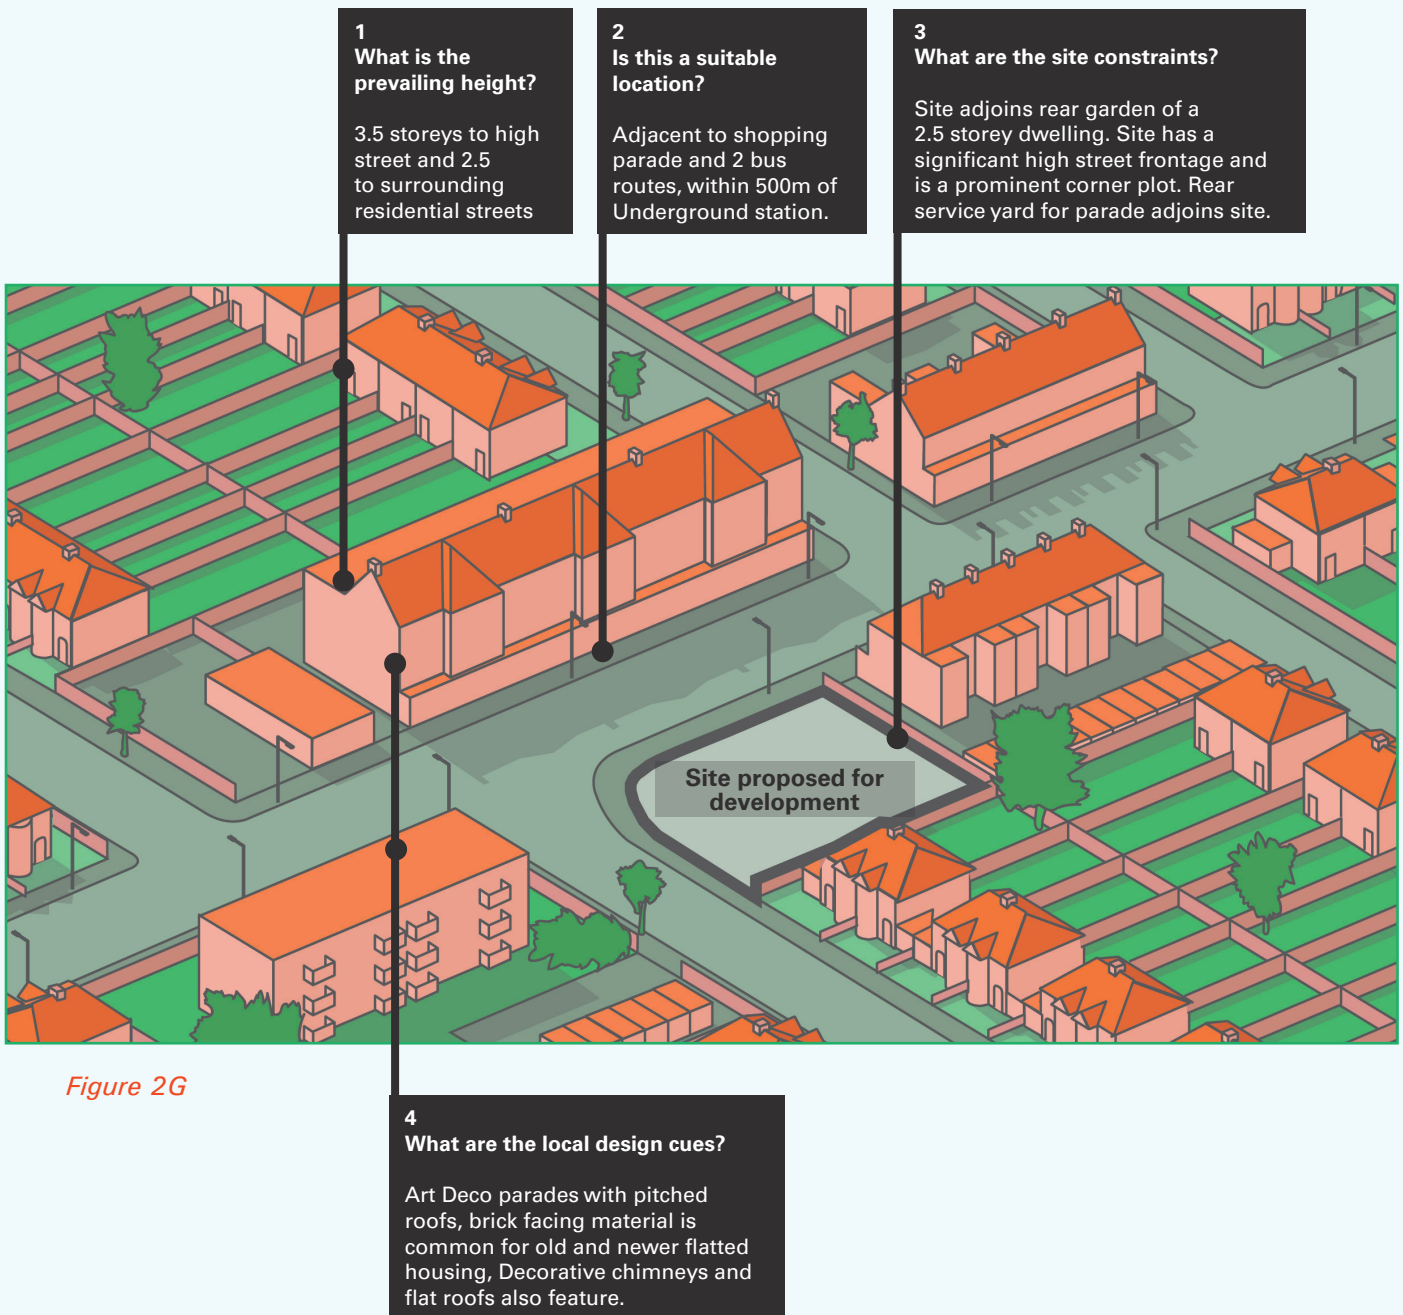 1
What is the
prevailing height?
3.5 storeys to high
street and 2.5
to surrounding
residential streets
2
Is this a suitable
location?
Adjacent to shopping
parade and 2 bus
routes, within 500m of
Underground station.
3
What are the site constraints?
Site adjoins rear garden of a
2.5 storey dwelling. Site has a
significant high street frontage and
is a prominent corner plot. Rear
service yard for parade adjoins site.
Site proposed for
development
Figure 2G
4
What are the local design cues?
Art Deco parades with pitched
roofs, brick facing material is
common for old and newer flatted
housing, Decorative chimneys and
flat roofs also feature.